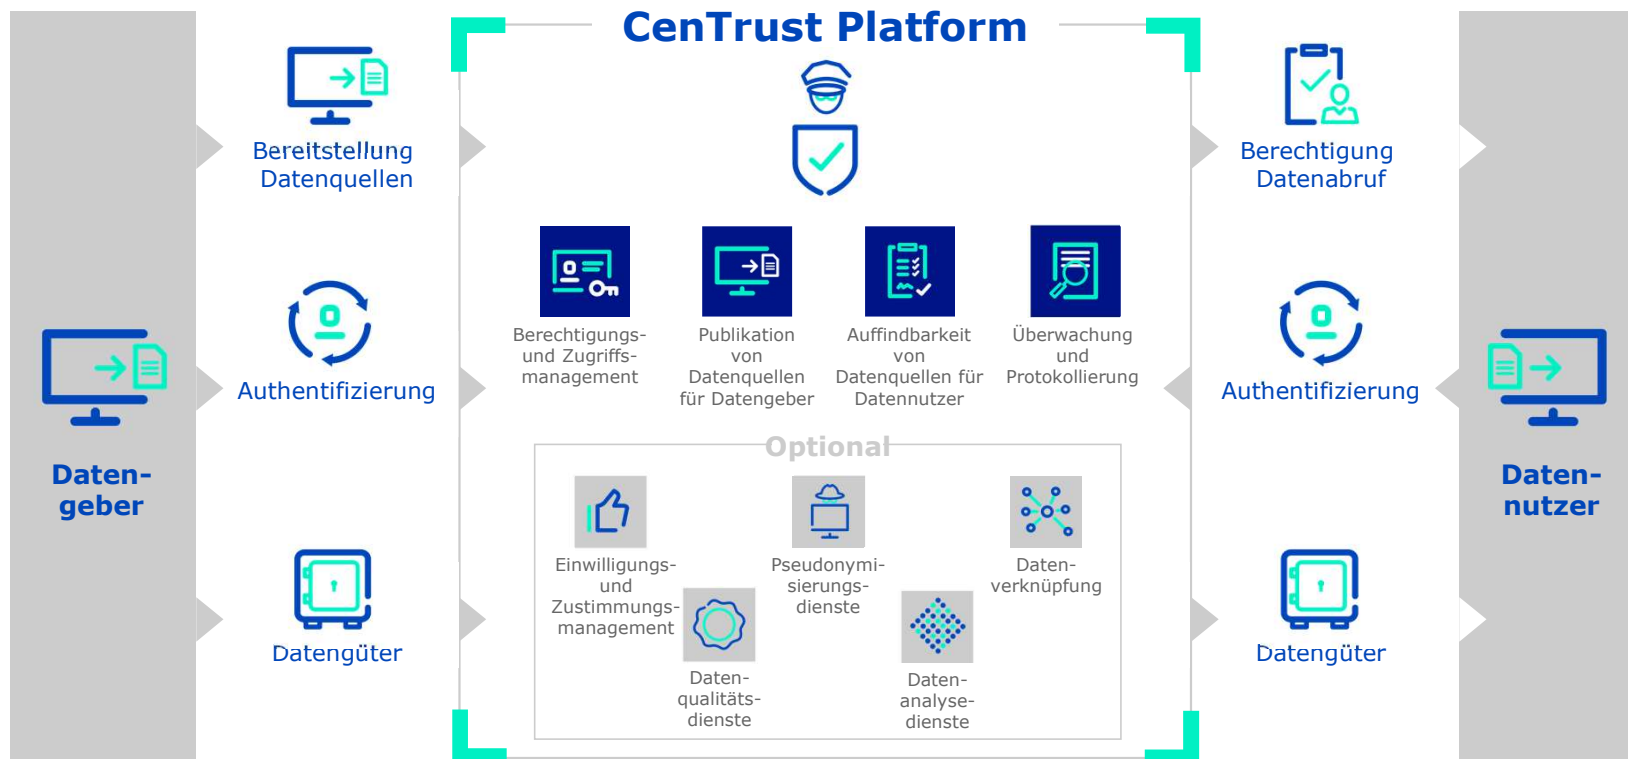 CenTrust Platform
Daten-
geber
Bereitstellung
Datenquellen
Authentifizierung
Datengüter
Berechtigungs-
und Zugriffs-
management
Publikation
von
Datenquellen
für Datengeber
Auffindbarkeit
von
Datenquellen für
Datennutzer
Überwachung
und
Protokollierung
Optional
Einwilligungs-
und
Zustimmungs-
management
Daten-
qualitäts-
dienste
Pseudonymi-
sierungs-
dienste
Daten-
analyse-
dienste
Daten-
verknüpfung
Berechtigung
Datenabruf
Authentifizierung
Datengüter
Daten-
nutzer